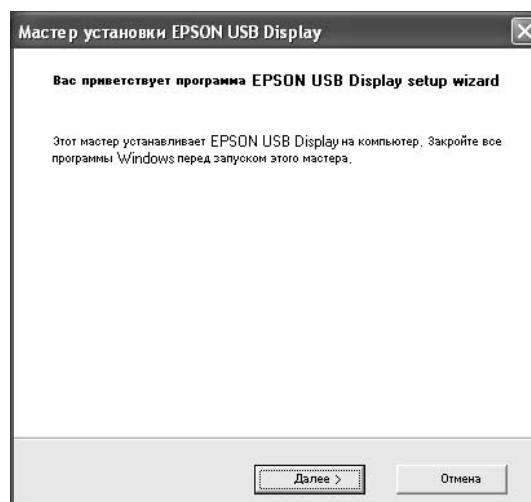 Мастер установки EPSON USB Display
Вас приветствует программа EPSON USB Display setup wizard
Этот мастер устанавливает EPSON USB Display на компьютер. Закройте все
программы Windows перед запуском этого мастера.
Далее >
Отмена